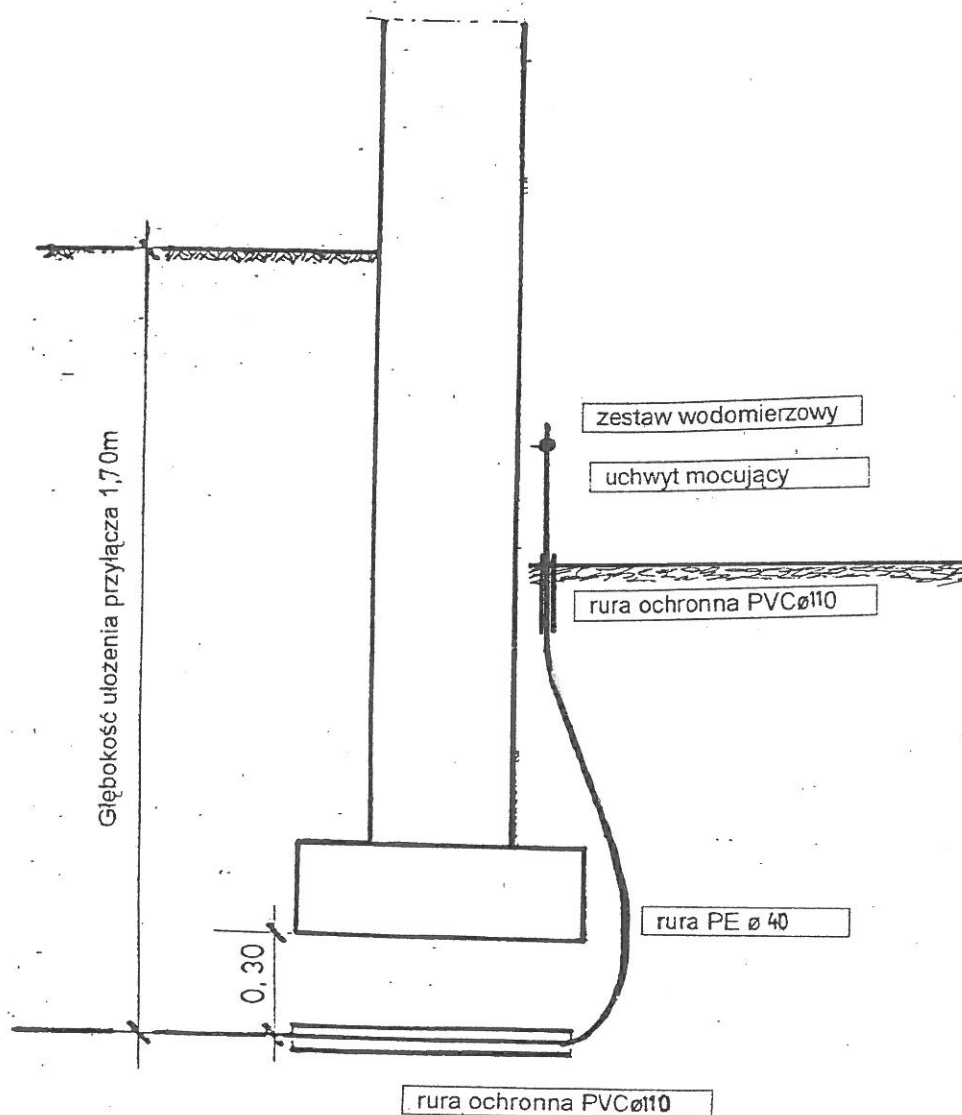 zestaw wodomierzowy
uchwyt mocujący
rura ochronna PVCø110
Głębokość ułozenia przyłącza 1,70m
rura PE ø 40
0,30
rura ochronna PVCø110